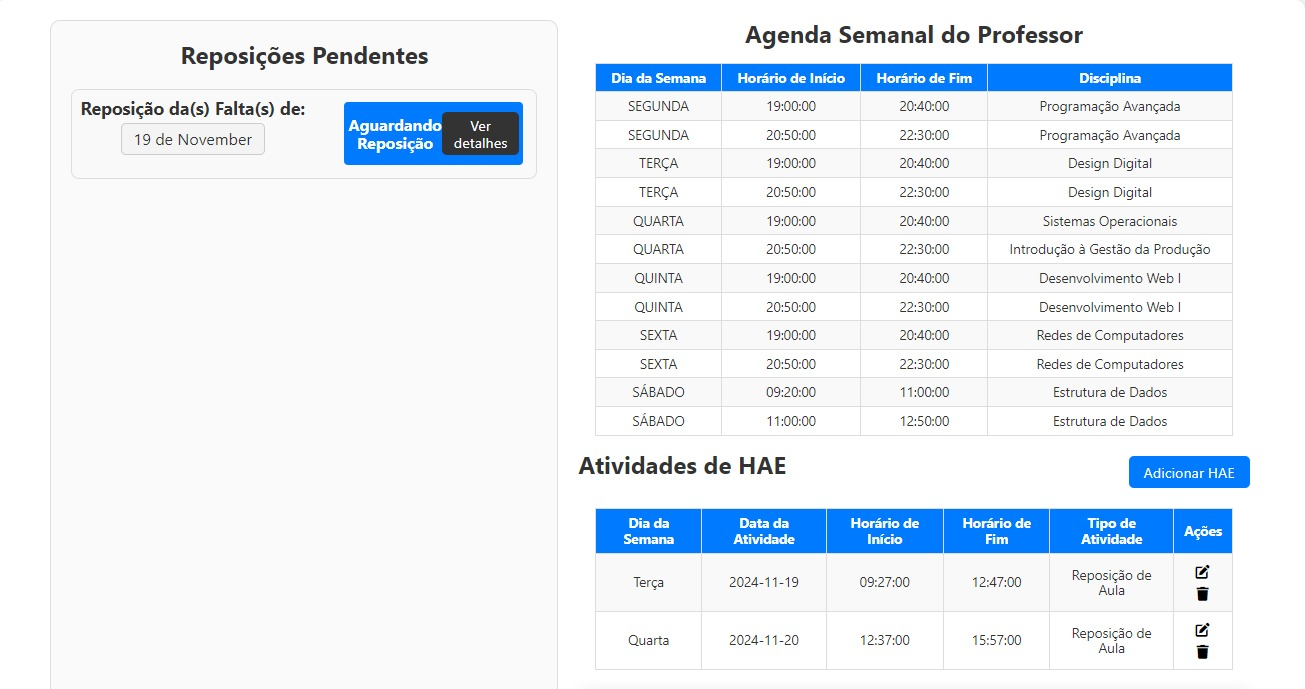 Reposições Pendentes
Reposição da(s) Falta(s) de:
19 de November
Aguardando
Reposição
Ver
detalhes
Agenda Semanal do Professor
Dia da Semana Horário de Início Horário de Fim Disciplina
SEGUNDA 19:00:00 20:40:00 Programação Avançada
SEGUNDA 20:50:00 22:30:00 Programação Avançada
TERÇA 19:00:00 20:40:00 Design Digital
TERÇA 20:50:00 22:30:00 Design Digital
QUARTA 19:00:00 20:40:00 Sistemas Operacionais
QUARTA 20:50:00 22:30:00 Introdução à Gestão da Produção
QUINTA 19:00:00 20:40:00 Desenvolvimento Web I
QUINTA 20:50:00 22:30:00 Desenvolvimento Web I
SEXTA 19:00:00 20:40:00 Redes de Computadores
SEXTA 20:50:00 22:30:00 Redes de Computadores
SÁBADO 09:20:00 11:00:00 Estrutura de Dados
SÁBADO 11:00:00 12:50:00 Estrutura de Dados
Atividades de HAE
Adicionar HAE
Dia da Semana Data da Atividade Horário de Início Horário de Fim Tipo de Atividade Ações
Terça 2024-11-19 09:27:00 12:47:00 Reposição de Aula
Quarta 2024-11-20 12:37:00 15:57:00 Reposição de Aula